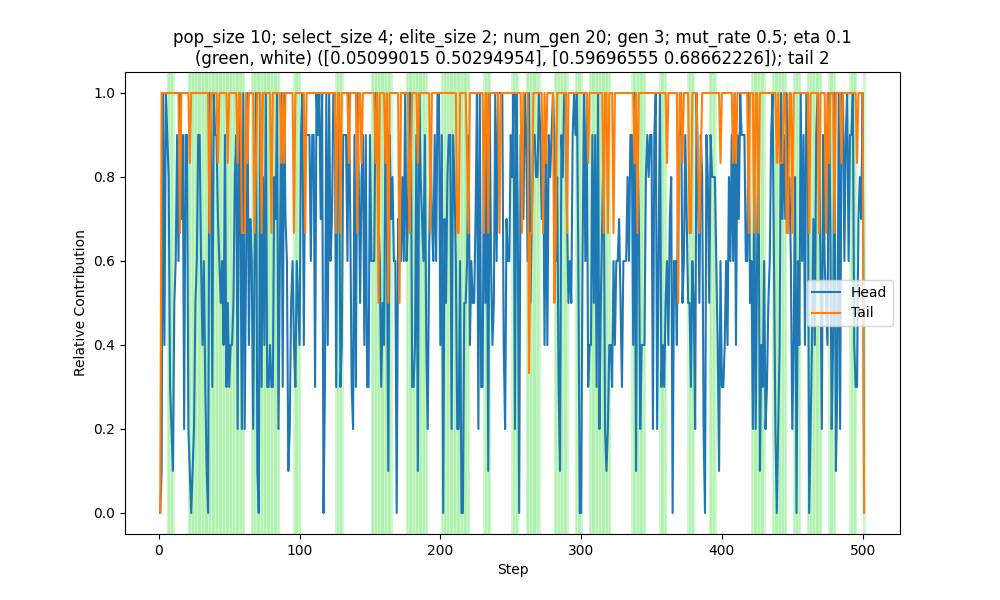 pop_size 10; select_size 4; elite_size 2; num_gen 20; gen 3; mut_rate 0.5; eta 0.1
(green, white) ([0.05099015 0.50294954], [0.59696555 0.68662226]); tail 2
Relative Contribution
1.0
0.8
0.6
0.4
0.2
0.0
Head
Tail
0
100
200
300
400
500
Step